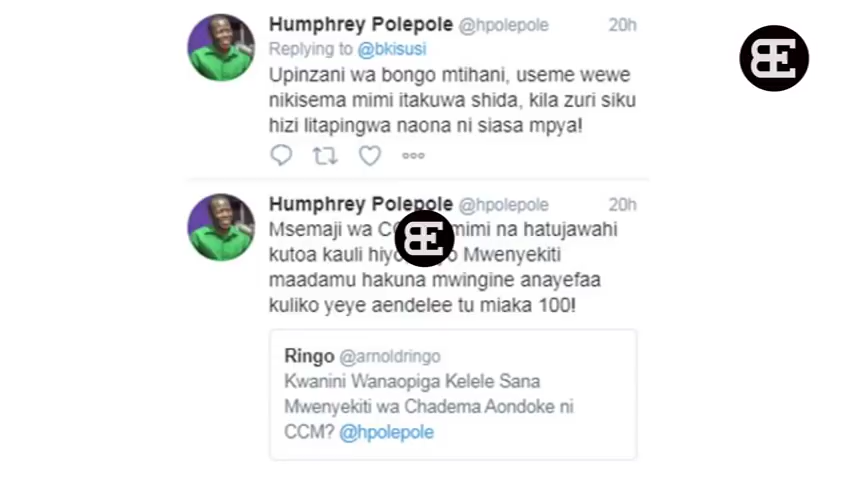 Humphrey Polepole @hpolepole 20h
Replying to @bkisusi
Upinzani wa bongo mtihani, useme wewe
nikisema mimi itakuwa shida, kila zuri siku
hizi litapingwa naona ni siasa mpya!
Humphrey Polepole @hpolepole 20h
Msemaji wa mimi na hatujawahi
kutoa kauli Mwenyekiti
maadamu hakuna mwingine anayefaa
kuliko yeye aendelee tu miaka 100!
Ringo @arnoldringo
Kwanini Wanaopiga Kelele Sana
Mwenyekiti wa Chadema Aondoke ni
CCM? @hpolepole